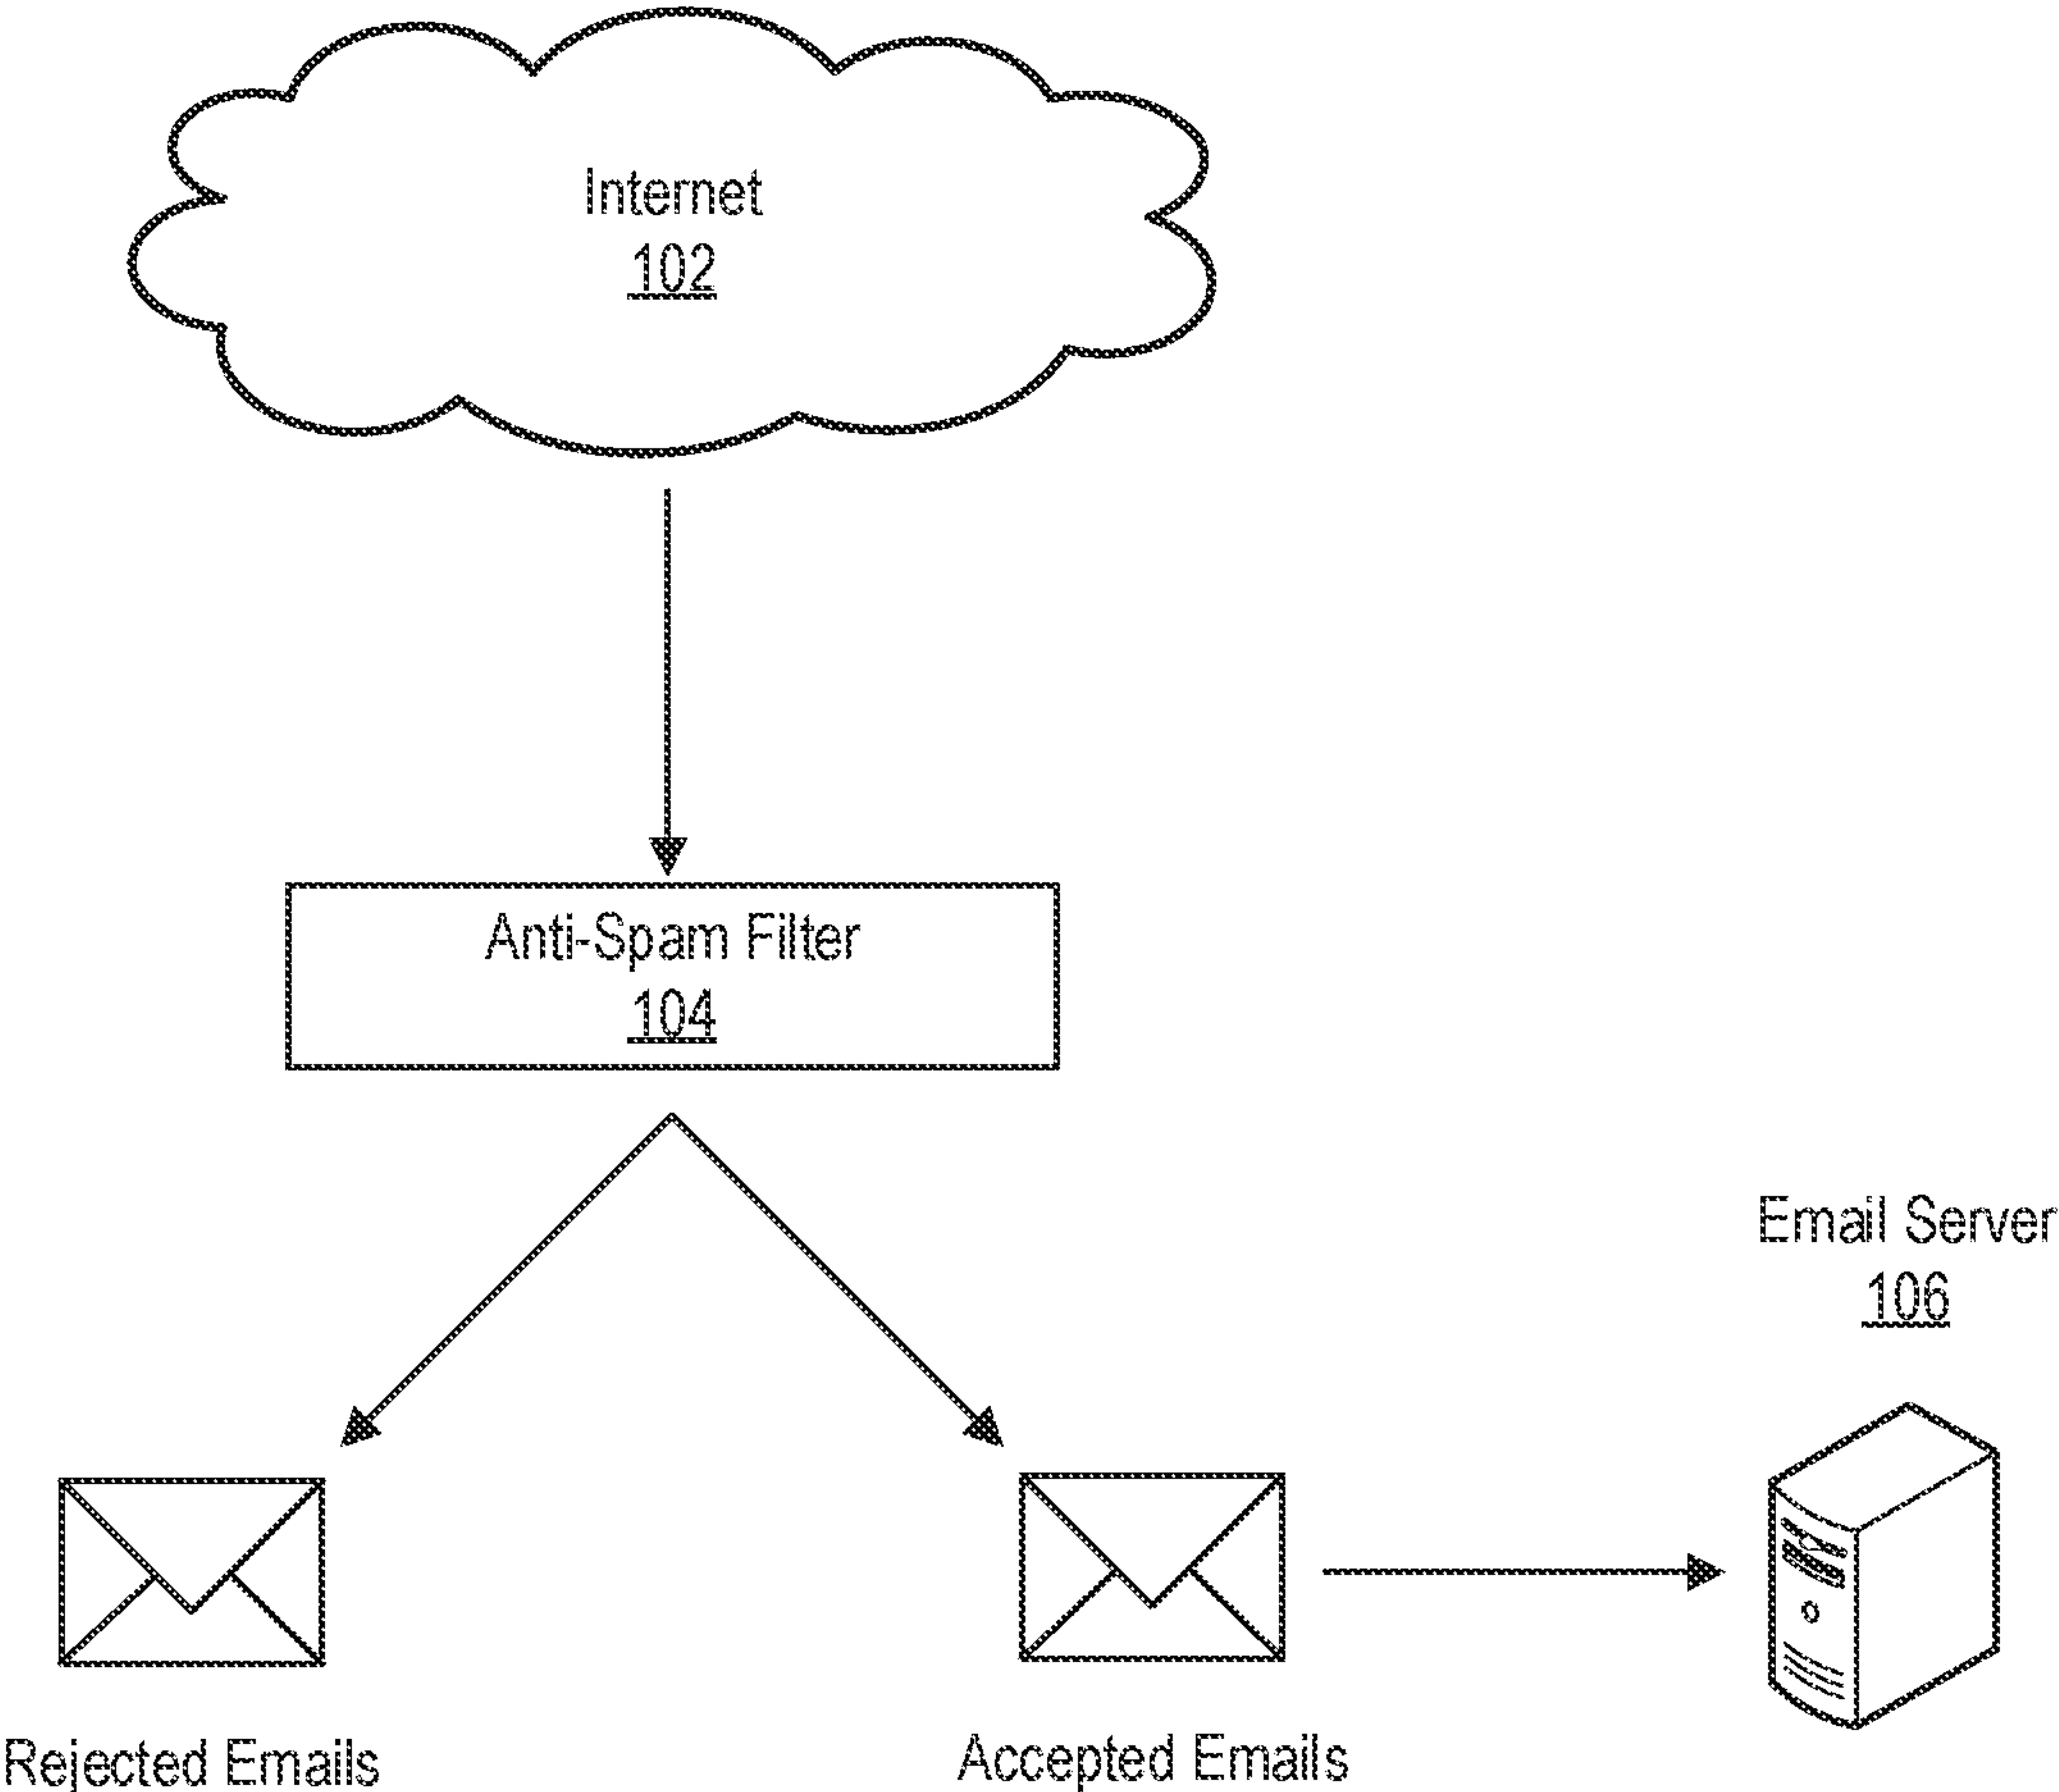 Internet
102
Anti-Spam Filter
104
Email Server
106
Rejected Emails
Accepted Emails